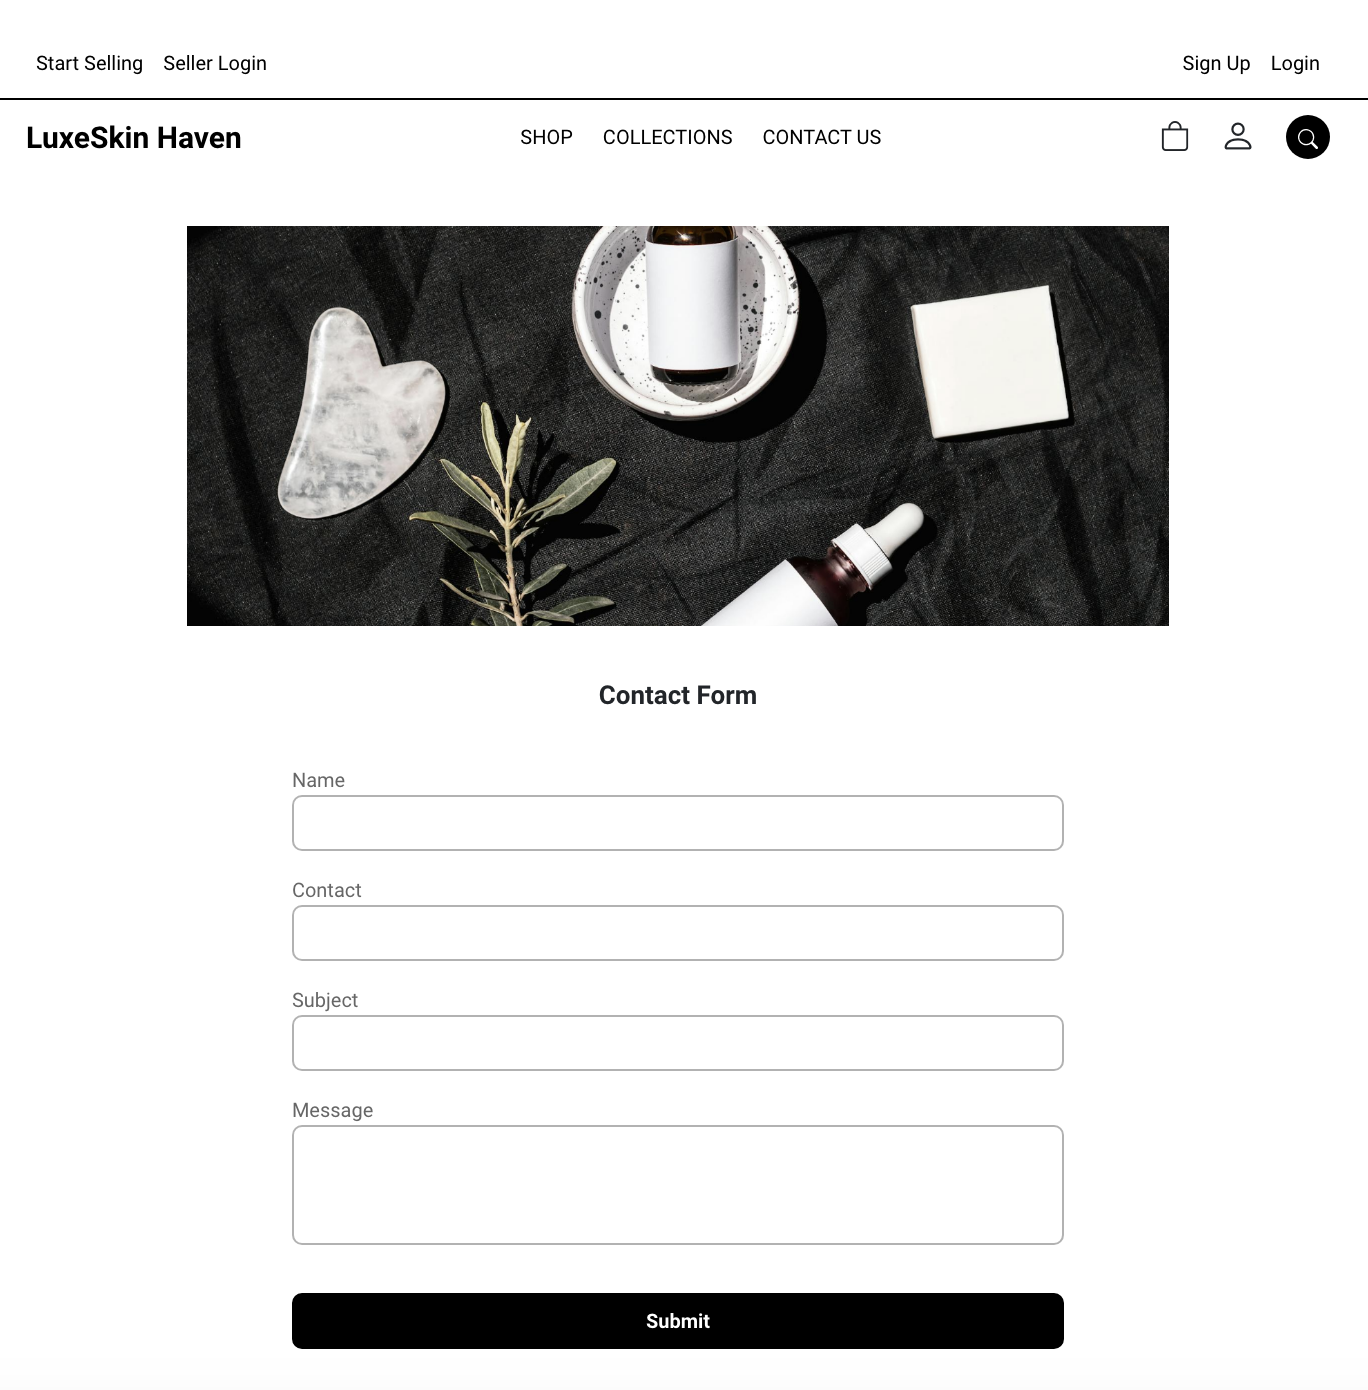 Start Selling Seller Login Sign Up Login
LuxeSkin Haven SHOP COLLECTIONS CONTACT US
Contact Form
Name
Contact
Subject
Message
Submit